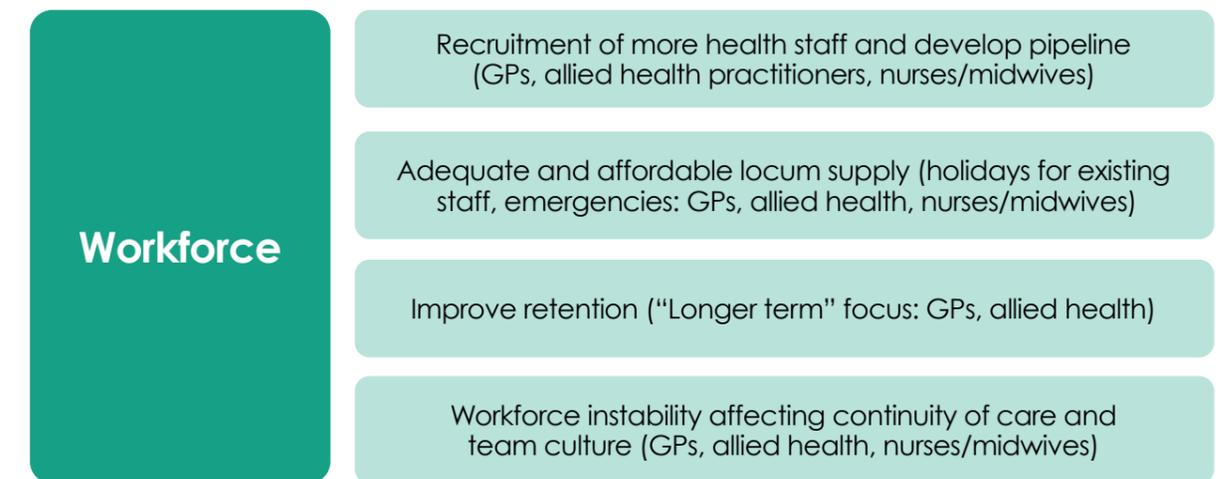 Workforce
Recruitment of more health staff and develop pipeline
(GPs, allied health practitioners, nurses/midwives)
Adequate and affordable locum supply (holidays for existing
staff, emergencies: GPs, allied health, nurses/midwives)
Improve retention (“Longer term” focus: GPs, allied health)
Workforce instability affecting continuity of care and
team culture (GPs, allied health, nurses/midwives)